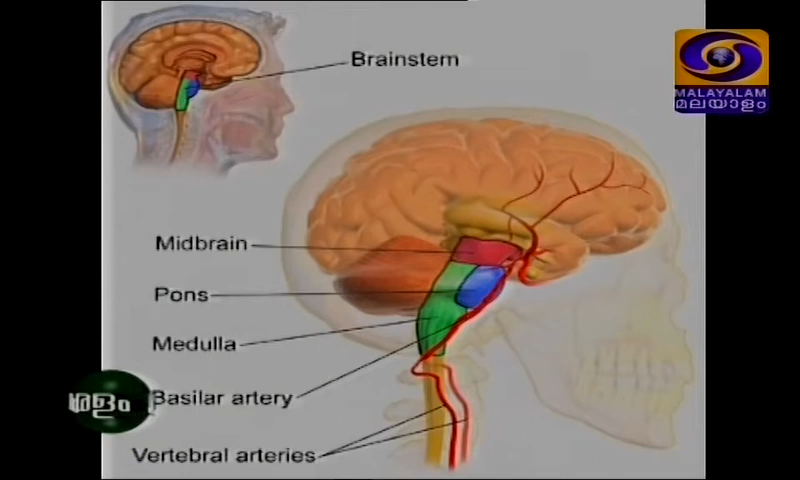 Brainstem
MALAYALAM
മലയാളം
Midbrain
Pons
Medulla
Basilar artery
Vertebral arteries